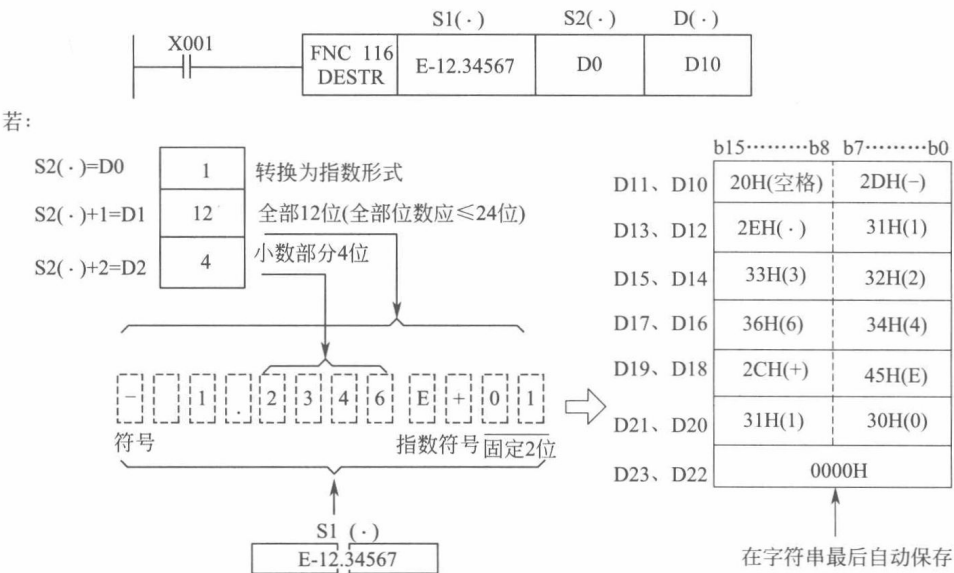 S1(·) S2(·) D(·)
X001
FNC 116
DESTR
E-12.34567
D0
D10
若：
S2(·)=D0 1 转换为指数形式
S2(·)+1=D1 12 全部12位(全部位数应≤24位)
S2(·)+2=D2 4 小数部分4位
- 1 . 2 3 4 6 E + 0 1
符号 指数符号 固定2位
S1 (·)
E-12.34567
b15………b8 b7………b0
D11、D10 20H(空格) 2DH(-)
D13、D12 2EH(·) 31H(1)
D15、D14 33H(3) 32H(2)
D17、D16 36H(6) 34H(4)
D19、D18 2CH(+) 45H(E)
D21、D20 31H(1) 30H(0)
D23、D22 0000H
在字符串最后自动保存